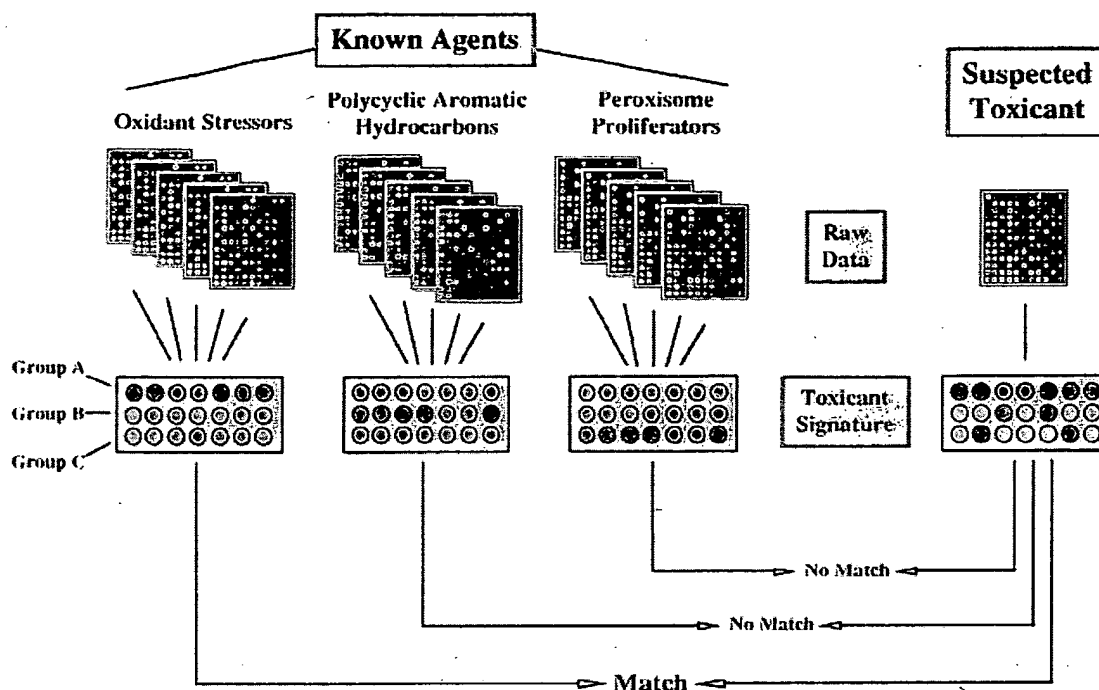 Known Agents
Suspected
Toxicant
Oxidant Stressors
Polycyclic Aromatic
Hydrocarbons
Peroxisome
Proliferators
Raw
Data
Group A
Group B
Group C
Toxicant
Signature
No Match
No Match
Match